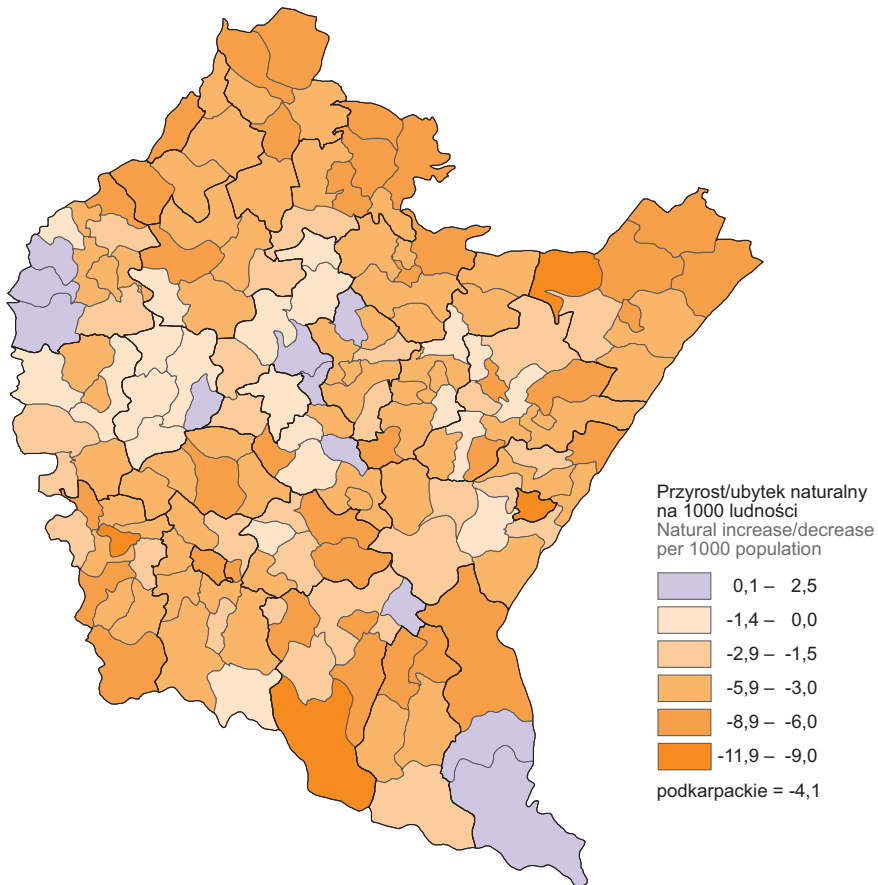 Przyrost/ubytek naturalny
na 1000 ludności
Natural increase/decrease
per 1000 population
0,1 – 2,5
-1,4 – 0,0
-2,9 – -1,5
-5,9 – -3,0
-8,9 – -6,0
-11,9 – -9,0
podkarpackie = -4,1